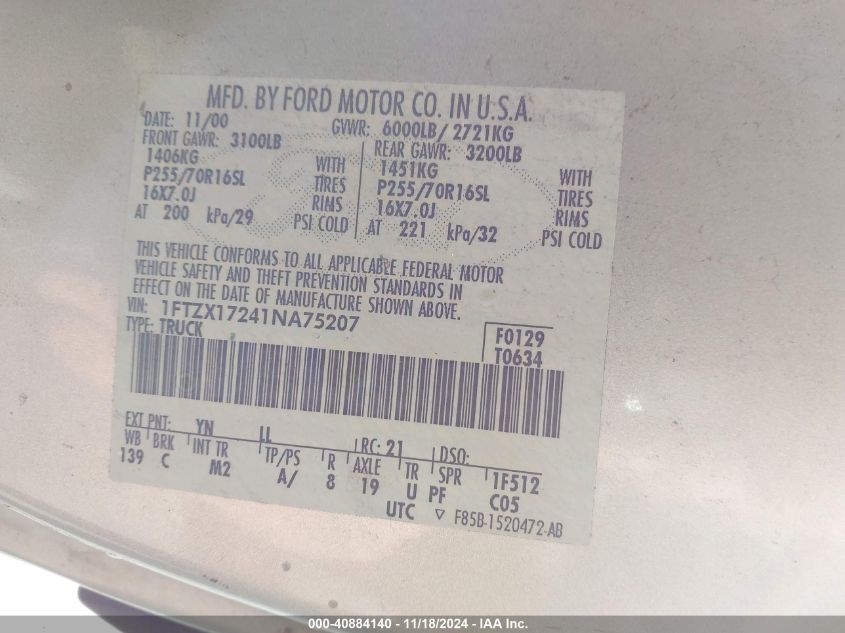 MFD. BY FORD MOTOR CO. IN U.S.A.
DATE: 11/00 GVWR: 6000LB/ 2721KG
FRONT GAWR: 3100LB REAR GAWR: 3200LB
1406KG WITH 1451KG WITH
P255/70R16SL TIRES P255/70R16SL TIRES
16X7.0J RIMS 16X7.0J RIMS
AT 200 kPa/29 PSI COLD AT 221 kPa/32 PSI COLD
THIS VEHICLE CONFORMS TO ALL APPLICABLE FEDERAL MOTOR
VEHICLE SAFETY AND THEFT PREVENTION STANDARDS IN
EFFECT ON THE DATE OF MANUFACTURE SHOWN ABOVE.
VIN: 1FTZX17241NA75207
TYPE: TRUCK
F0129
T0634
EXT PNT: YN LL RC: 21 DSO:
WB BRK INT TR TP/PS R AXLE TR SPR 1F512
139 C M2 A/ 8 19 U PF C05
UTC ▽ F85B-1520472-AB
000-40884140 - 11/18/2024 - IAA Inc.